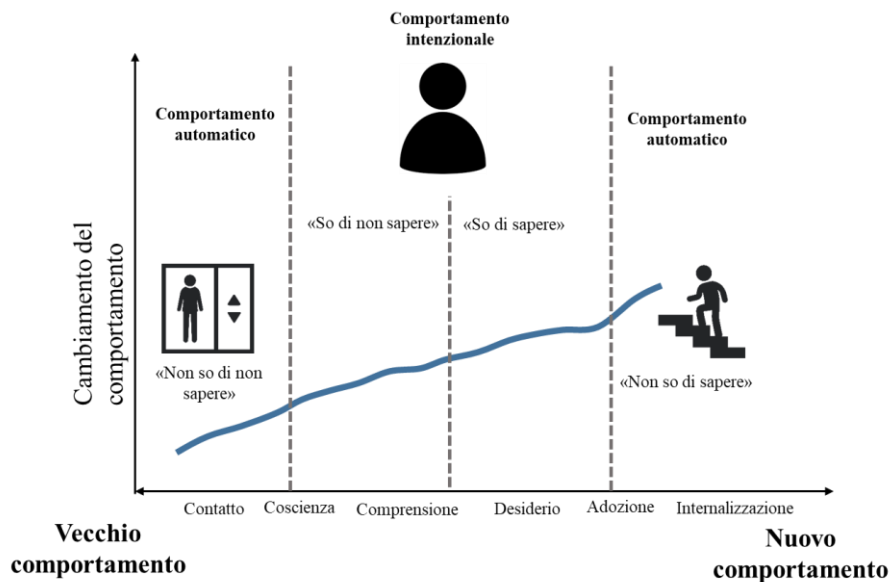 Comportamento
intenzionale
Comportamento
automatico
Comportamento
automatico
«So di non sapere»
«So di sapere»
Cambiamento del
comportamento
«Non so di non
sapere»
«Non so di sapere»
Contatto
Coscienza
Comprensione
Desiderio
Adozione
Internalizzazione
Vecchio
comportamento
Nuovo
comportamento